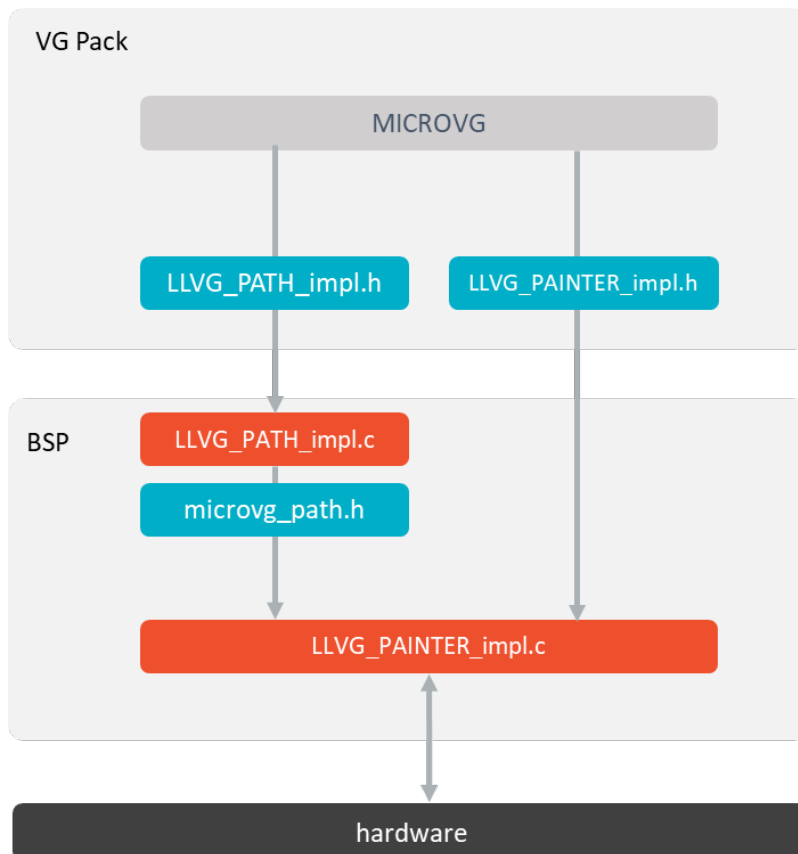 VG Pack
MICROVG
LLVG_PATH_impl.h
LLVG_PAINTER_impl.h
BSP
LLVG_PATH_impl.c
microvg_path.h
LLVG_PAINTER_impl.c
hardware